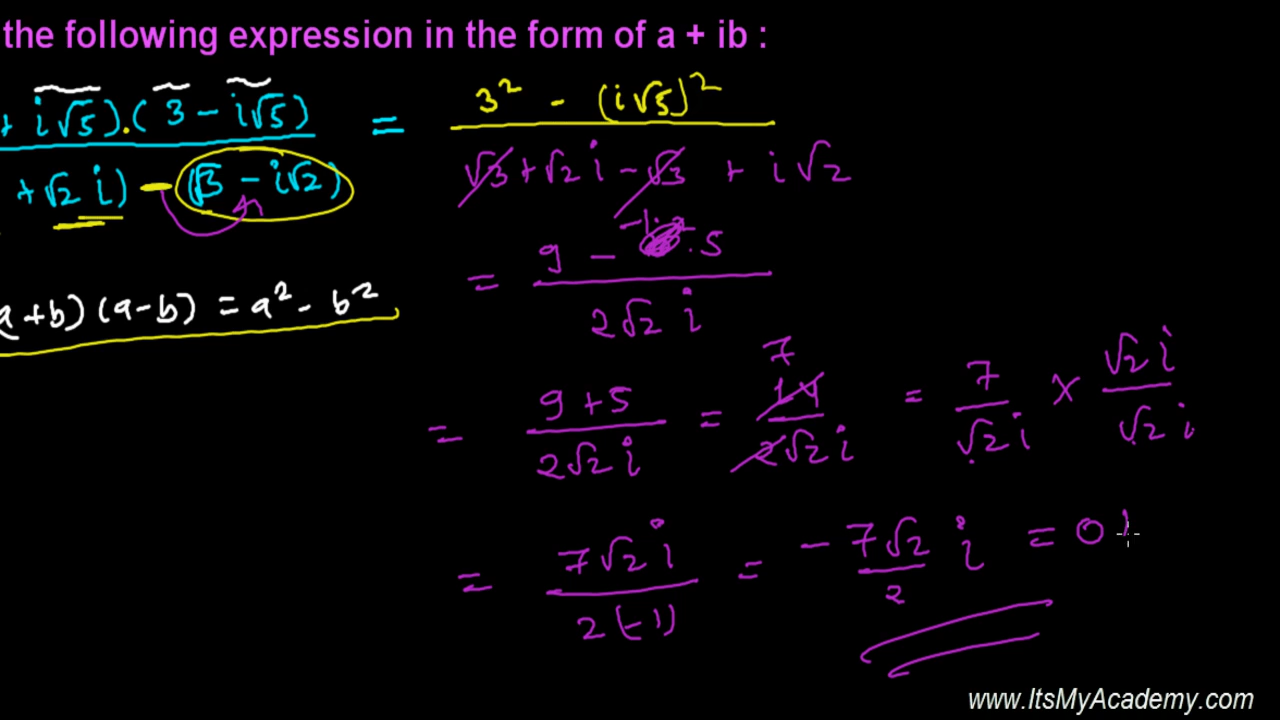 the following expression in the form of a + ib :
+ i√5).(3 - i√5) = 3² - (i√5)²
+ √2 i) - (√3 - i√2) √3 + √2 i - √3 + i√2
= 9 - -1 . 5
2√2 i
(a+b)(a-b) = a² - b²
7
= 9 + 5 = 14 = 7 × √2 i
2√2 i 2√2 i √2 i √2 i
= 7√2 i = - 7√2 i = 0
2(-1) 2
www.ItsMyAcademy.com